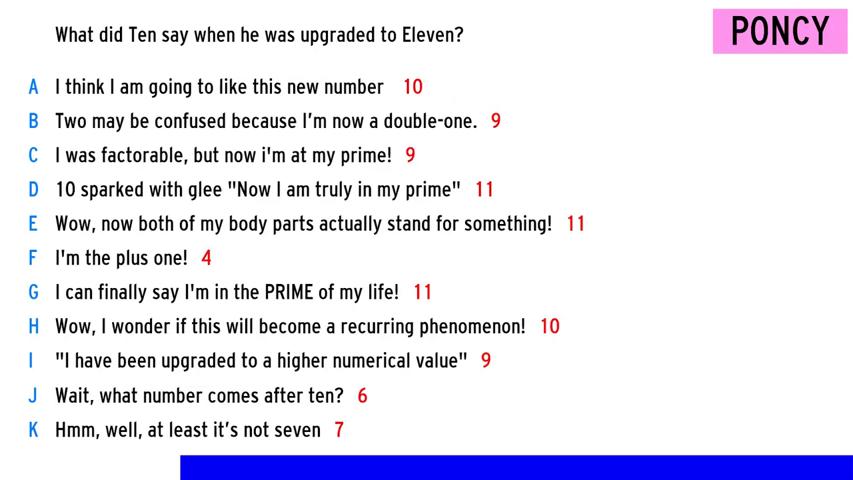 What did Ten say when he was upgraded to Eleven?
PONCY
A I think I am going to like this new number 10
B Two may be confused because I'm now a double-one. 9
C I was factorable, but now i'm at my prime! 9
D 10 sparked with glee "Now I am truly in my prime" 11
E Wow, now both of my body parts actually stand for something! 11
F I'm the plus one! 4
G I can finally say I'm in the PRIME of my life! 11
H Wow, I wonder if this will become a recurring phenomenon! 10
I "I have been upgraded to a higher numerical value" 9
J Wait, what number comes after ten? 6
K Hmm, well, at least it's not seven 7